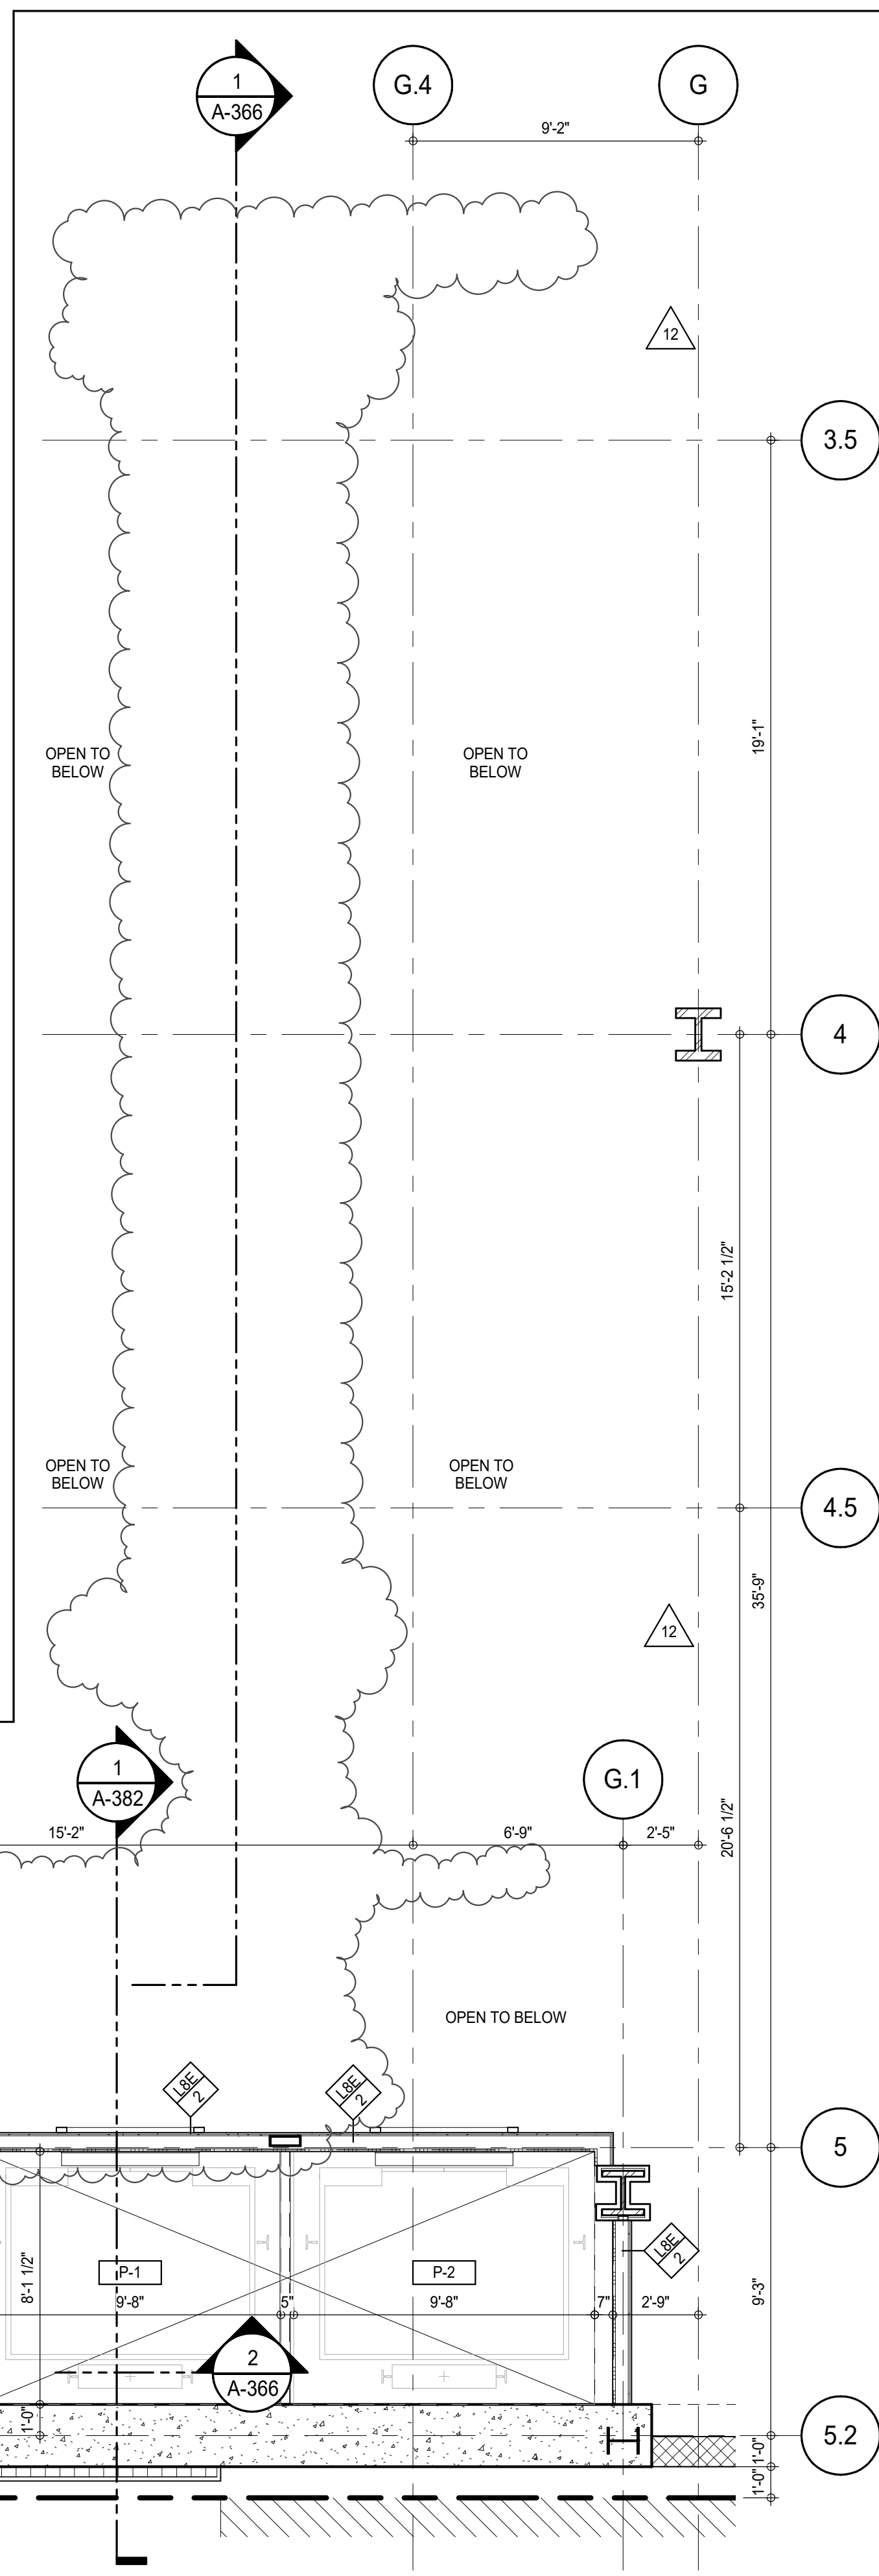 1
A-366
G.4
G
9'-2"
12
3.5
19'-1"
OPEN TO
BELOW
OPEN TO
BELOW
4
15'-2 1/2"
OPEN TO
BELOW
OPEN TO
BELOW
4.5
35'-9"
12
1
A-382
G.1
15'-2"
6'-9"
2'-5"
20'-6 1/2"
OPEN TO BELOW
L8E
2
L8E
2
5
L8E
2
8'-1 1/2"
P-1
P-2
9'-8"
5"
9'-8"
7"
2'-9"
9'-3"
2
A-366
1'-0"
5.2
1'-0"
1'-0"